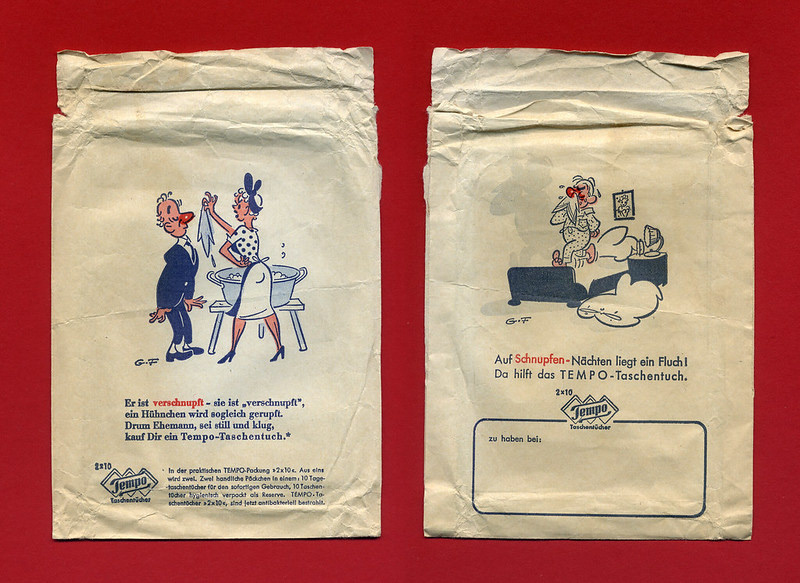 G.F
Er ist verschnupft – sie ist „verschnupft",
ein Hühnchen wird sogleich gerupft.
Drum Ehemann, sei still und klug,
kauf Dir ein Tempo-Taschentuch.*
2x10
Tempo
Taschentücher
* In der praktischen TEMPO-Packung »2x10«. Aus eins
wird zwei. Zwei handliche Päckchen in einem: 10 Tage-
taschentücher für den sofortigen Gebrauch, 10 Taschen-
tücher hygienisch verpackt als Reserve. TEMPO-Ta-
schentücher »2x10«, sind jetzt antibakteriell bestrahlt.
G.F
Auf Schnupfen-Nächten liegt ein Fluch!
Da hilft das TEMPO-Taschentuch.
2x10
Tempo
Taschentücher
zu haben bei: